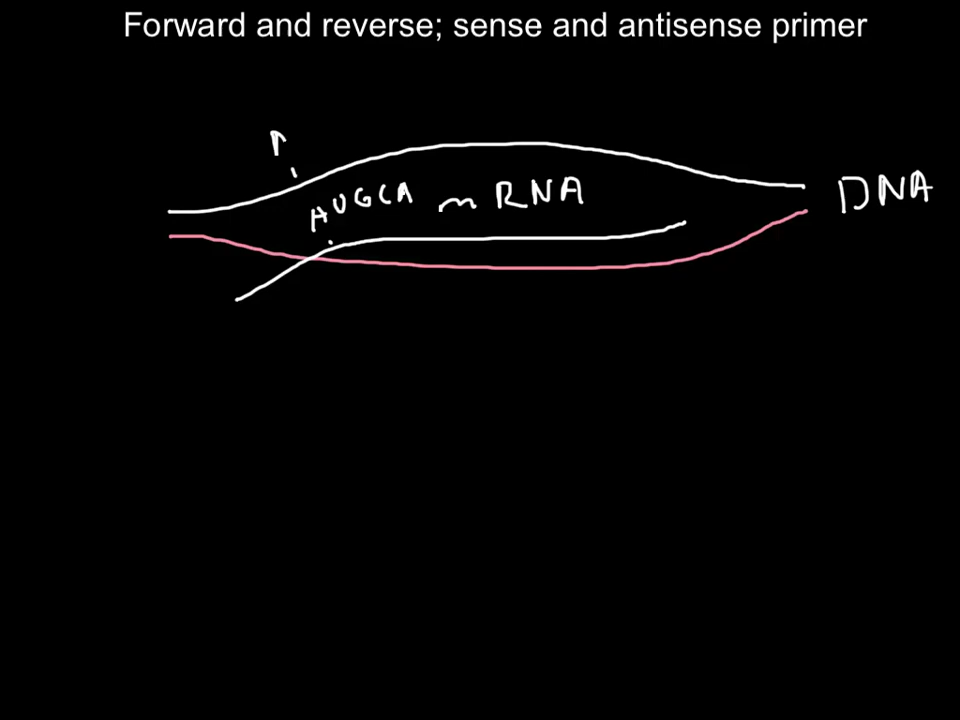 Forward and reverse; sense and antisense primer
AUGCA mRNA
DNA